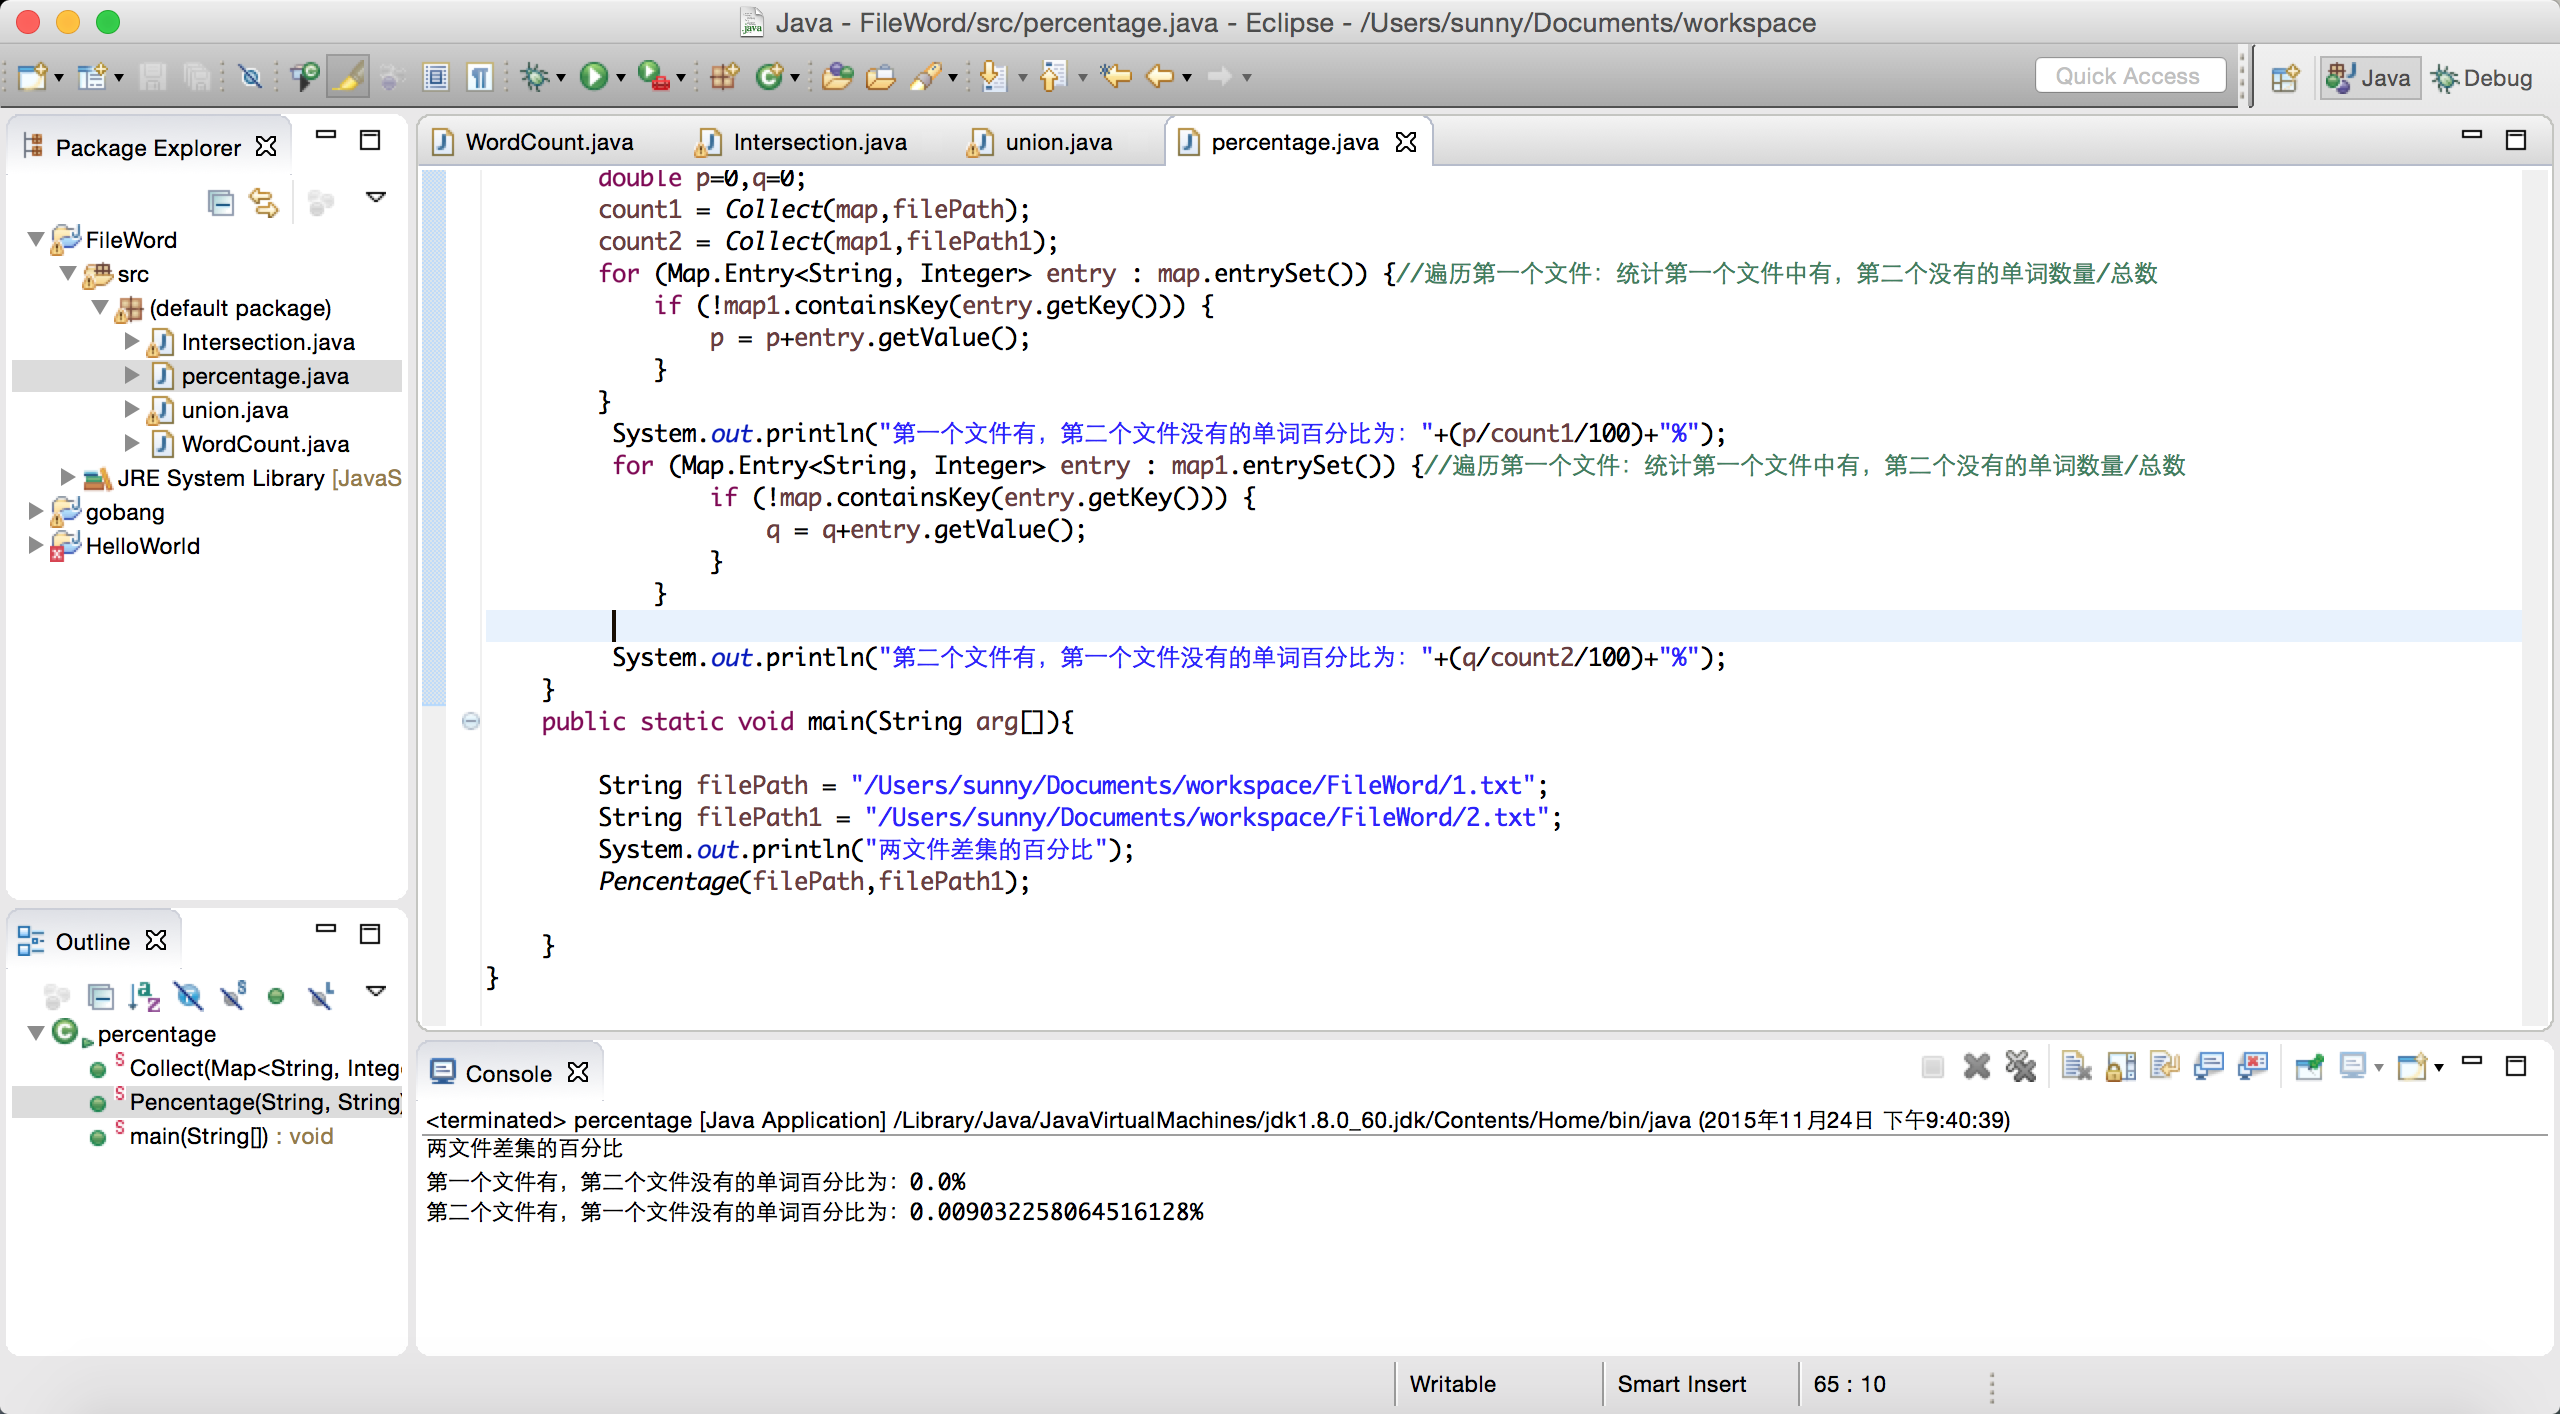 Java - FileWord/src/percentage.java - Eclipse - /Users/sunny/Documents/workspace
Quick Access
Java
Debug
Package Explorer
FileWord
src
(default package)
Intersection.java
percentage.java
union.java
WordCount.java
JRE System Library [JavaS
gobang
HelloWorld
WordCount.java
Intersection.java
union.java
percentage.java
double p=0,q=0;
count1 = Collect(map,filePath);
count2 = Collect(map1,filePath1);
for (Map.Entry<String, Integer> entry : map.entrySet()) {//遍历第一个文件：统计第一个文件中有，第二个没有的单词数量/总数
if (!map1.containsKey(entry.getKey())) {
p = p+entry.getValue();
}
}
System.out.println("第一个文件有，第二个文件没有的单词百分比为："+(p/count1/100)+"%");
for (Map.Entry<String, Integer> entry : map1.entrySet()) {//遍历第一个文件：统计第一个文件中有，第二个没有的单词数量/总数
if (!map.containsKey(entry.getKey())) {
q = q+entry.getValue();
}
}
System.out.println("第二个文件有，第一个文件没有的单词百分比为："+(q/count2/100)+"%");
}
public static void main(String arg[]){
String filePath = "/Users/sunny/Documents/workspace/FileWord/1.txt";
String filePath1 = "/Users/sunny/Documents/workspace/FileWord/2.txt";
System.out.println("两文件差集的百分比");
Pencentage(filePath,filePath1);
}
}
Outline
percentage
Collect(Map<String, Integ
Pencentage(String, String)
main(String[]) : void
Console
<terminated> percentage [Java Application] /Library/Java/JavaVirtualMachines/jdk1.8.0_60.jdk/Contents/Home/bin/java (2015年11月24日 下午9:40:39)
两文件差集的百分比
第一个文件有，第二个文件没有的单词百分比为：0.0%
第二个文件有，第一个文件没有的单词百分比为：0.009032258064516128%
Writable
Smart Insert
65 : 10